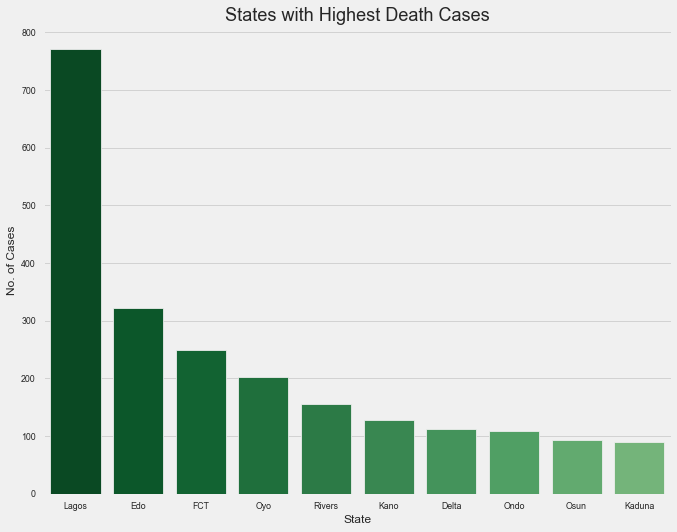 States with Highest Death Cases
800
700
600
500
400
300
200
100
0
No. of Cases
Lagos Edo FCT Oyo Rivers Kano Delta Ondo Osun Kaduna
State